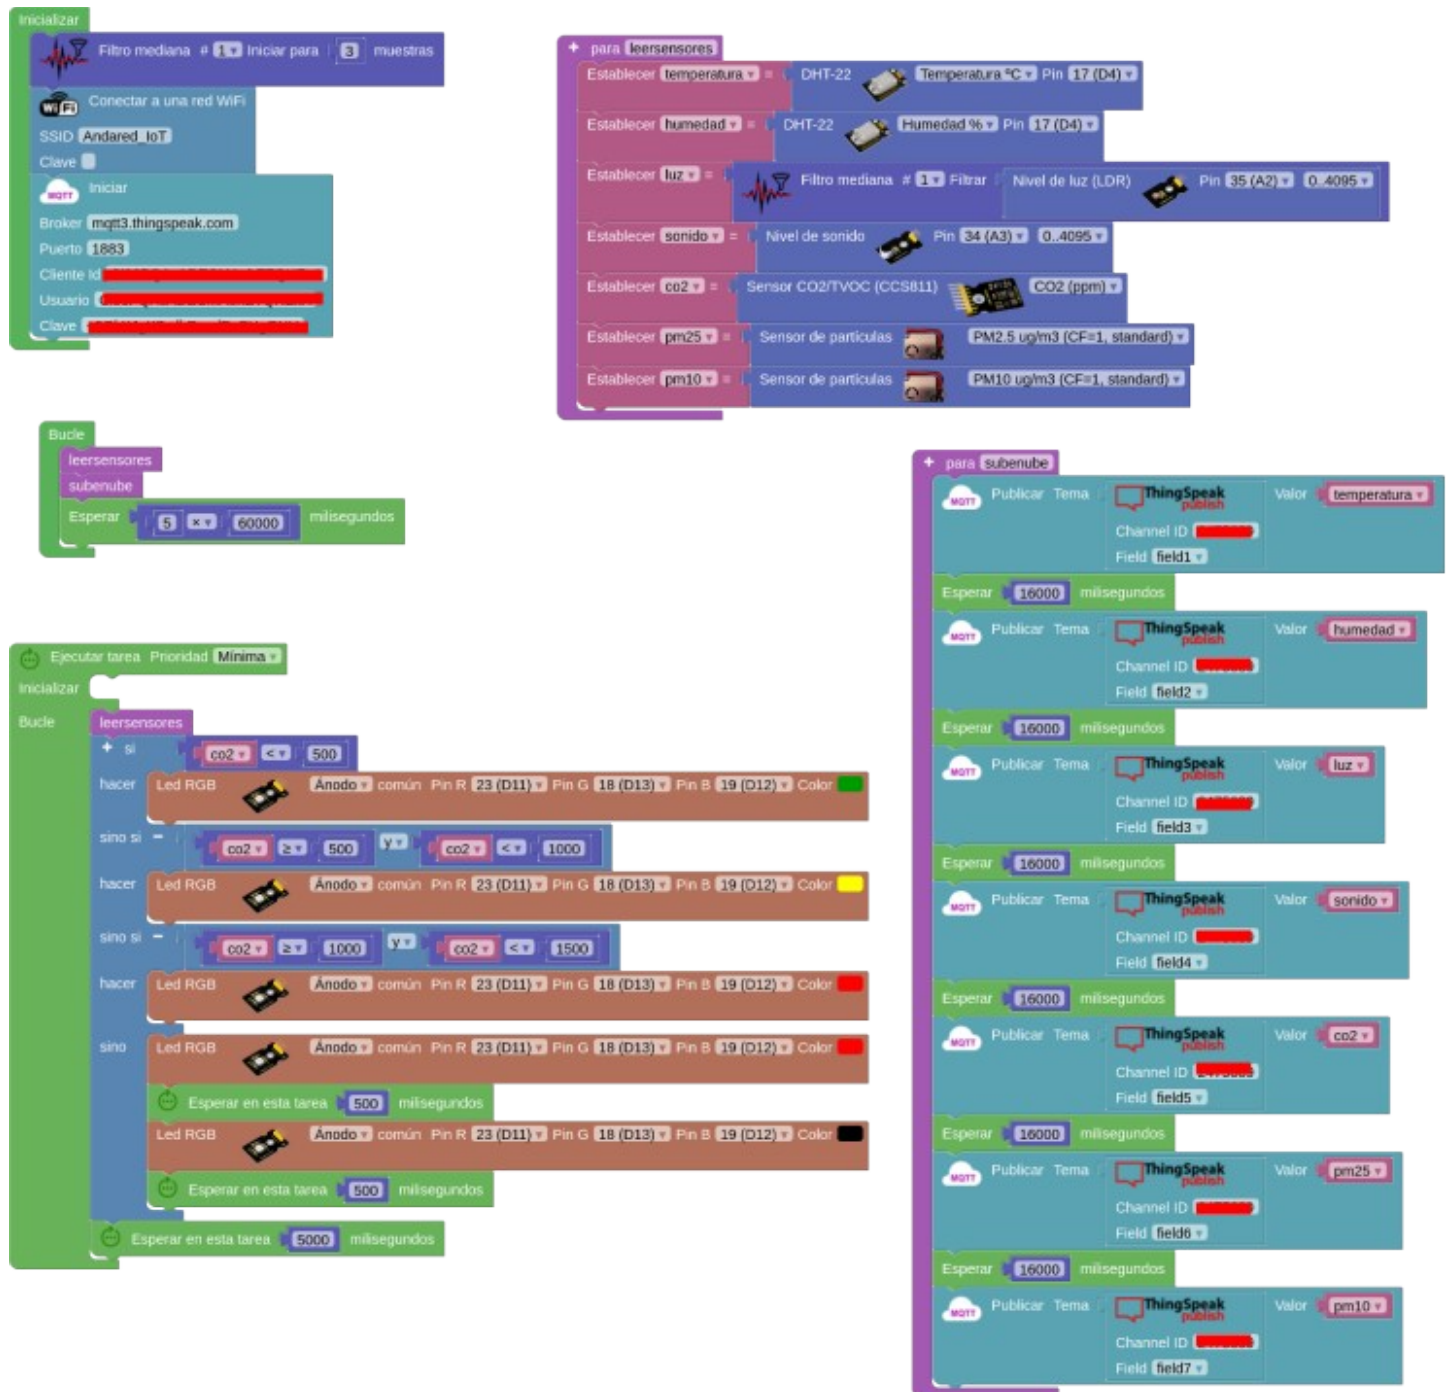 Inicializar
Filtro mediana # 1 Iniciar para 3 muestras
WiFi Conectar a una red WiFi
SSID Andared_IoT
Clave
MQTT Iniciar
Broker mqtt3.thingspeak.com
Puerto 1883
Cliente Id
Usuario
Clave
+ para leersensores
Establecer temperatura = DHT-22 Temperatura ºC Pin 17 (D4)
Establecer humedad = DHT-22 Humedad % Pin 17 (D4)
Establecer luz = Filtro mediana # 1 Filtrar Nivel de luz (LDR) Pin 35 (A2) 0..4095
Establecer sonido = Nivel de sonido Pin 34 (A3) 0..4095
Establecer co2 = Sensor CO2/TVOC (CCS811) CO2 (ppm)
Establecer pm25 = Sensor de partículas PM2.5 ug/m3 (CF=1, standard)
Establecer pm10 = Sensor de partículas PM10 ug/m3 (CF=1, standard)
Bucle
leersensores
subenube
Esperar 5 × 60000 milisegundos
Ejecutar tarea Prioridad Mínima
Inicializar
Bucle
leersensores
+ si co2 < 500
hacer Led RGB Ánodo común Pin R 23 (D11) Pin G 18 (D13) Pin B 19 (D12) Color
sino si - co2 ≥ 500 y co2 < 1000
hacer Led RGB Ánodo común Pin R 23 (D11) Pin G 18 (D13) Pin B 19 (D12) Color
sino si - co2 ≥ 1000 y co2 < 1500
hacer Led RGB Ánodo común Pin R 23 (D11) Pin G 18 (D13) Pin B 19 (D12) Color
sino Led RGB Ánodo común Pin R 23 (D11) Pin G 18 (D13) Pin B 19 (D12) Color
Esperar en esta tarea 500 milisegundos
Led RGB Ánodo común Pin R 23 (D11) Pin G 18 (D13) Pin B 19 (D12) Color
Esperar en esta tarea 500 milisegundos
Esperar en esta tarea 5000 milisegundos
+ para subenube
MQTT Publicar Tema ThingSpeak publish Valor temperatura
Channel ID
Field field1
Esperar 16000 milisegundos
MQTT Publicar Tema ThingSpeak publish Valor humedad
Channel ID
Field field2
Esperar 16000 milisegundos
MQTT Publicar Tema ThingSpeak publish Valor luz
Channel ID
Field field3
Esperar 16000 milisegundos
MQTT Publicar Tema ThingSpeak publish Valor sonido
Channel ID
Field field4
Esperar 16000 milisegundos
MQTT Publicar Tema ThingSpeak publish Valor co2
Channel ID
Field field5
Esperar 16000 milisegundos
MQTT Publicar Tema ThingSpeak publish Valor pm25
Channel ID
Field field6
Esperar 16000 milisegundos
MQTT Publicar Tema ThingSpeak publish Valor pm10
Channel ID
Field field7